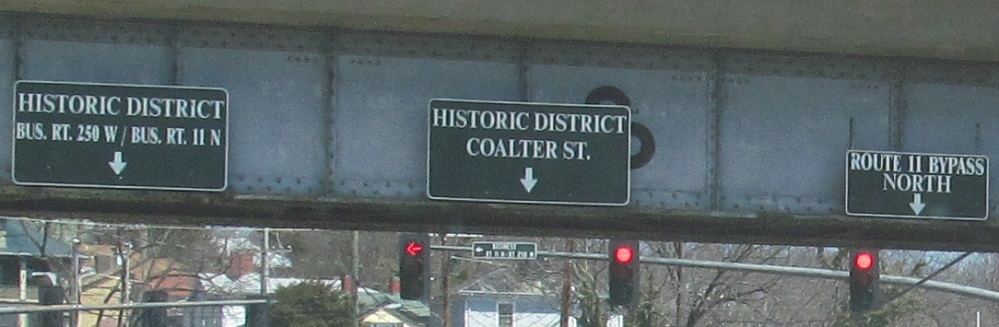 HISTORIC DISTRICT
BUS. RT. 250 W / BUS. RT. 11 N
HISTORIC DISTRICT
COALTER ST.
ROUTE 11 BYPASS
NORTH